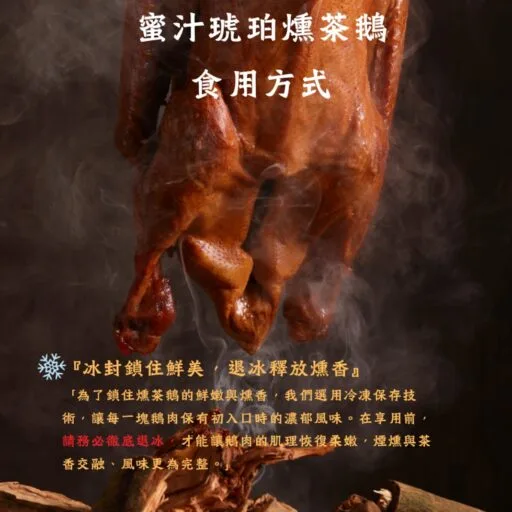 蜜汁琥珀燻茶鵝
食用方式
『冰封鎖住鮮美，退冰釋放燻香』
「為了鎖住燻茶鵝的鮮嫩與燻香，我們選用冷凍保存技
術，讓每一塊鵝肉保有初入口時的濃郁風味。在享用前，
請務必徹底退冰，才能讓鵝肉的肌理恢復柔嫩，煙燻與茶
香交融、風味更為完整。」